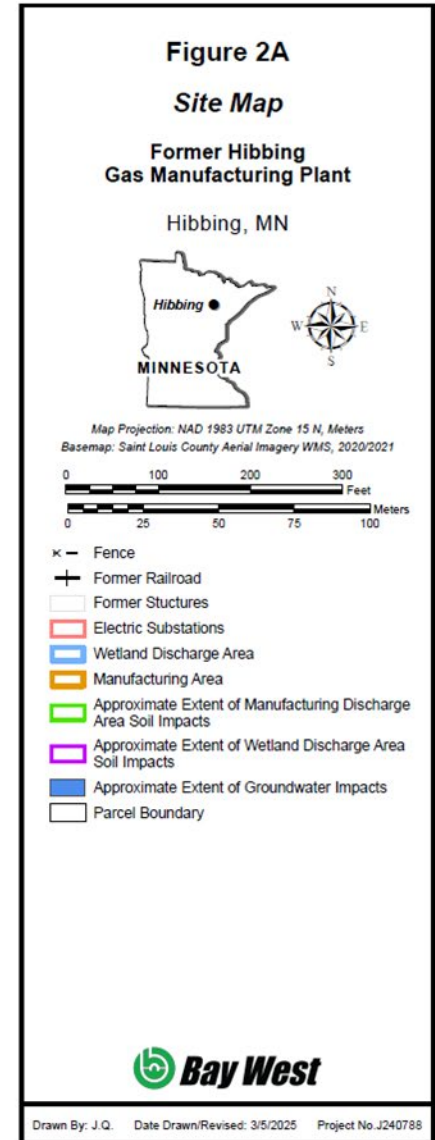 Figure 2A
Site Map
Former Hibbing
Gas Manufacturing Plant
Hibbing, MN
Hibbing
MINNESOTA
N
W E
S
Map Projection: NAD 1983 UTM Zone 15 N, Meters
Basemap: Saint Louis County Aerial Imagery WMS, 2020/2021
0 100 200 300
Feet
Meters
0 25 50 75 100
Fence
Former Railroad
Former Stuctures
Electric Substations
Wetland Discharge Area
Manufacturing Area
Approximate Extent of Manufacturing Discharge
Area Soil Impacts
Approximate Extent of Wetland Discharge Area
Soil Impacts
Approximate Extent of Groundwater Impacts
Parcel Boundary
Bay West
Drawn By: J.Q. Date Drawn/Revised: 3/5/2025 Project No.J240788